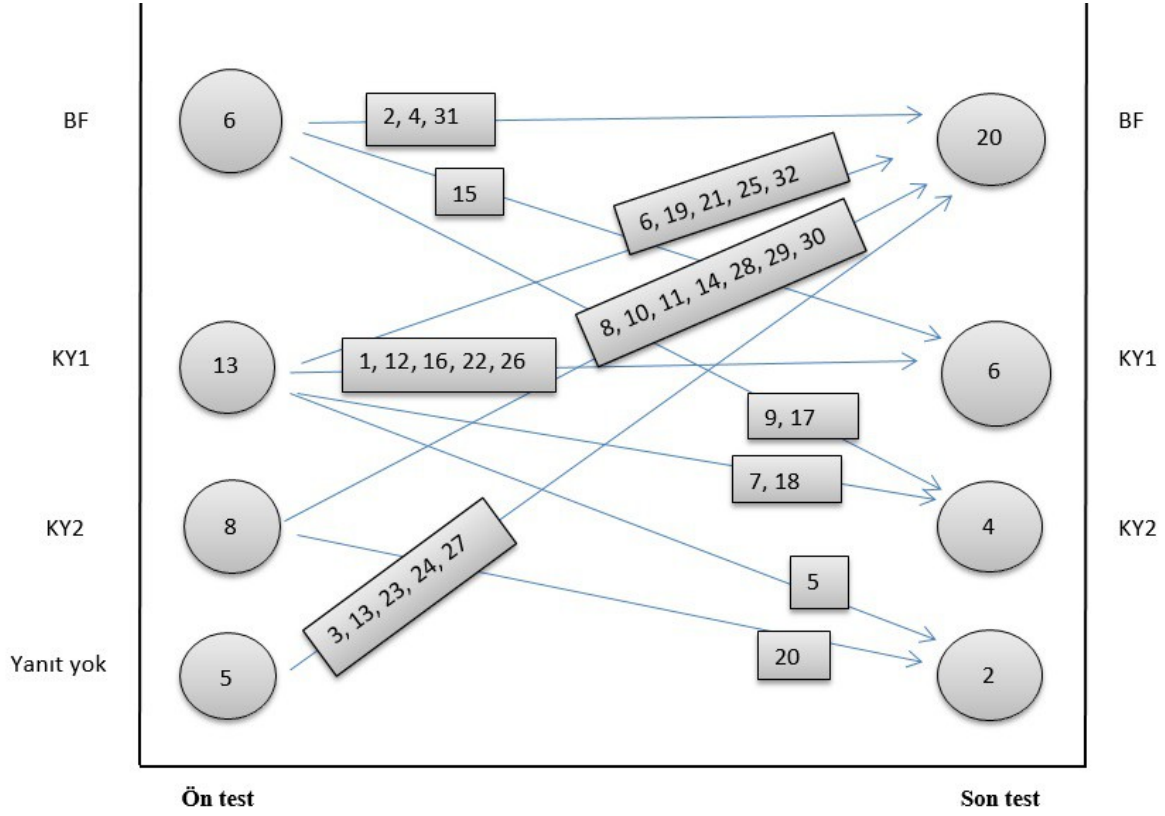 BF
6
2, 4, 31
20
BF
15
6, 19, 21, 25, 32
8, 10, 11, 14, 28, 29, 30
KY1
13
1, 12, 16, 22, 26
6
KY1
9, 17
7, 18
KY2
8
4
KY2
3, 13, 23, 24, 27
5
20
Yanıt yok
5
2
Ön test
Son test